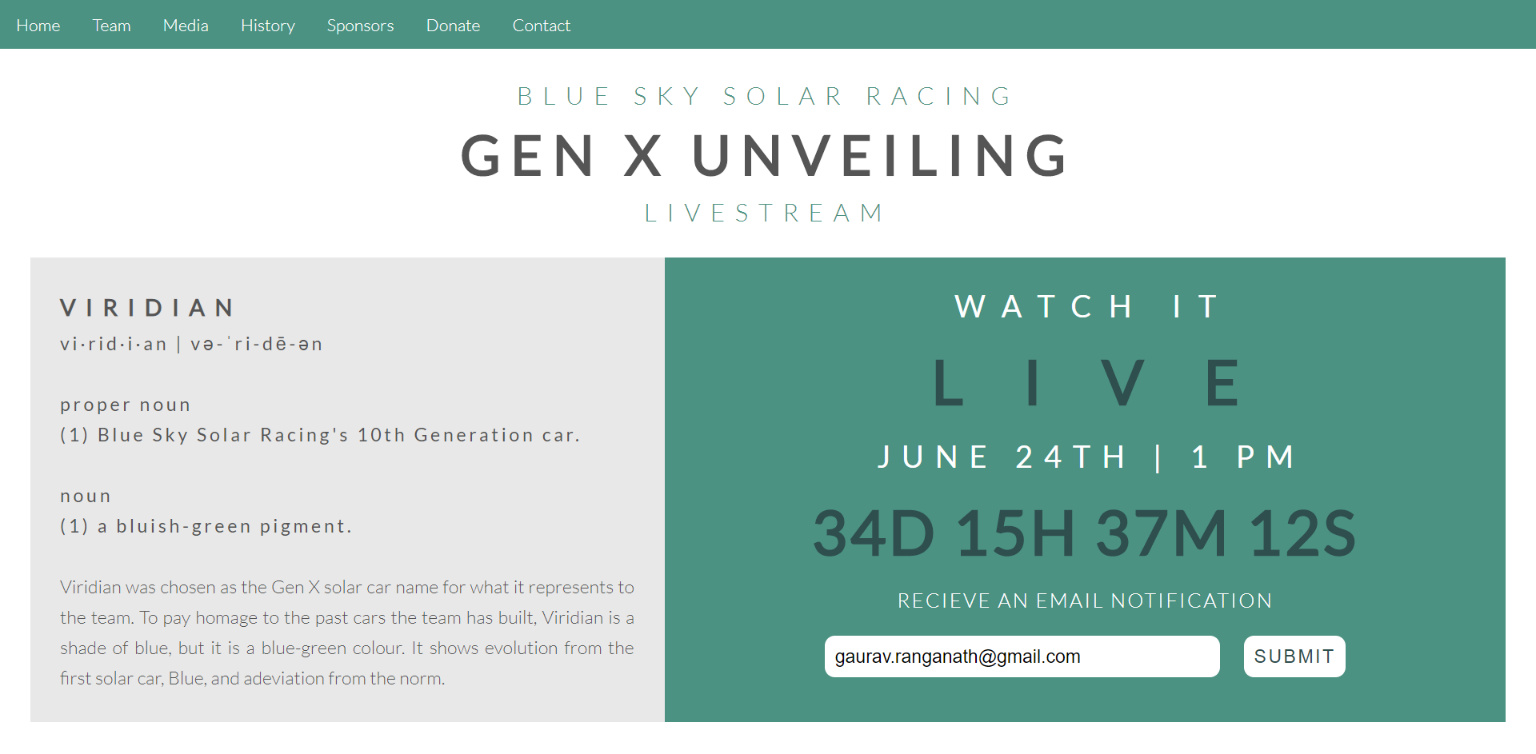 Home Team Media History Sponsors Donate Contact
BLUE SKY SOLAR RACING
GEN X UNVEILING
LIVESTREAM
VIRIDIAN
vi·rid·i·an | və-ˈri-dē-ən
proper noun
(1) Blue Sky Solar Racing's 10th Generation car.
noun
(1) a bluish-green pigment.
Viridian was chosen as the Gen X solar car name for what it represents to
the team. To pay homage to the past cars the team has built, Viridian is a
shade of blue, but it is a blue-green colour. It shows evolution from the
first solar car, Blue, and adeviation from the norm.
WATCH IT
LIVE
JUNE 24TH | 1 PM
34D 15H 37M 12S
RECIEVE AN EMAIL NOTIFICATION
gaurav.ranganath@gmail.com SUBMIT